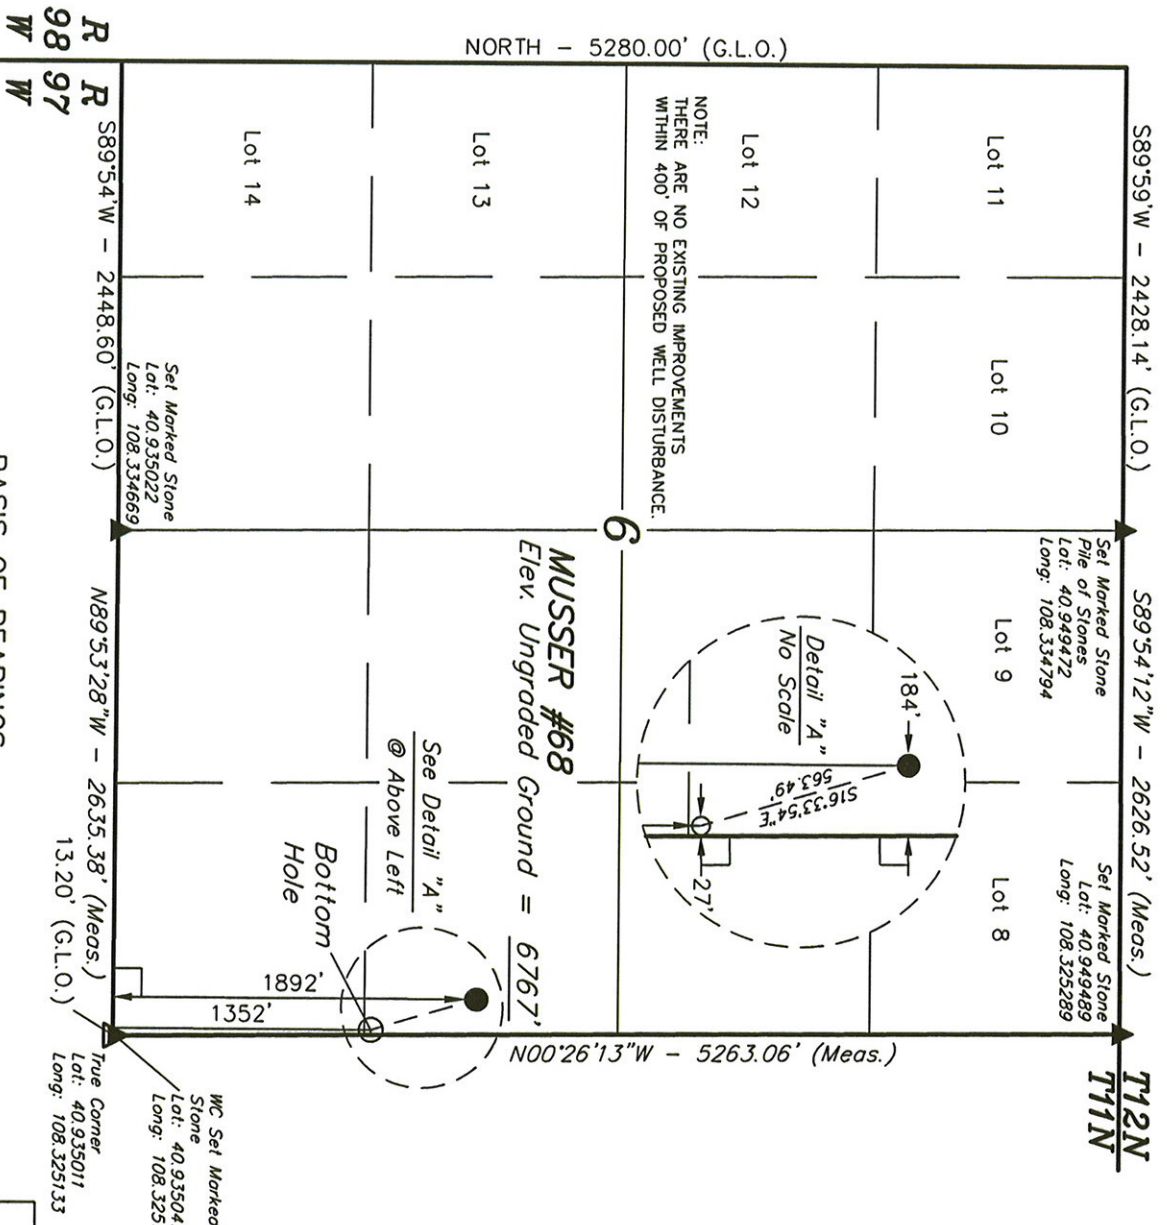 T12N
T11N
S89°59'W - 2428.14' (G.L.O.)
S89°54'12"W - 2626.52' (Meas.)
Set Marked Stone
Pile of Stones
Lat: 40.949472
Long: 108.334794
Set Marked Stone
Lat: 40.949489
Long: 108.325289
Lot 11
Lot 10
Lot 9
Lot 8
NORTH - 5280.00' (G.L.O.)
Lot 12
NOTE:
THERE ARE NO EXISTING IMPROVEMENTS
WITHIN 400' OF PROPOSED WELL DISTURBANCE.
184'
Detail "A"
No Scale
S16°33'54"E
563.49'
27'
6
MUSSER #68
Elev. Ungraded Ground = 6767'
N00°26'13"W - 5263.06' (Meas.)
Lot 13
See Detail "A"
@ Above Left
Bottom
Hole
1892'
1352'
Lot 14
Set Marked Stone
Lat: 40.935022
Long: 108.334669
WC Set Marked
Stone
Lat: 40.93504
Long: 108.325
True Corner
Lat: 40.935011
Long: 108.325133
S89°54'W - 2448.60' (G.L.O.)
N89°53'28"W - 2635.38' (Meas.)
13.20' (G.L.O.)
R R
98 97
W W